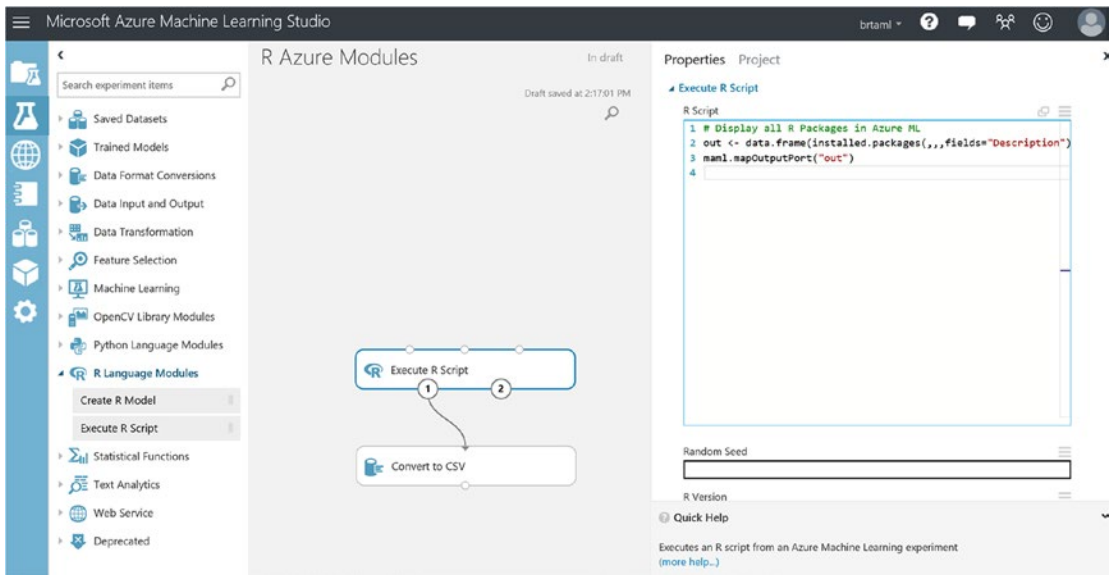 Microsoft Azure Machine Learning Studio
brtaml
?
Search experiment items
Saved Datasets
Trained Models
Data Format Conversions
Data Input and Output
Data Transformation
Feature Selection
Machine Learning
OpenCV Library Modules
Python Language Modules
R Language Modules
Create R Model
Execute R Script
Statistical Functions
Text Analytics
Web Service
Deprecated
R Azure Modules
In draft
Draft saved at 2:17:01 PM
Execute R Script
1
2
Convert to CSV
Properties Project
Execute R Script
R Script
1 # Display all R Packages in Azure ML
2 out <- data.frame(installed.packages(,,,fields="Description")
3 maml.mapOutputPort("out")
4
Random Seed
R Version
Quick Help
Executes an R script from an Azure Machine Learning experiment
(more help...)